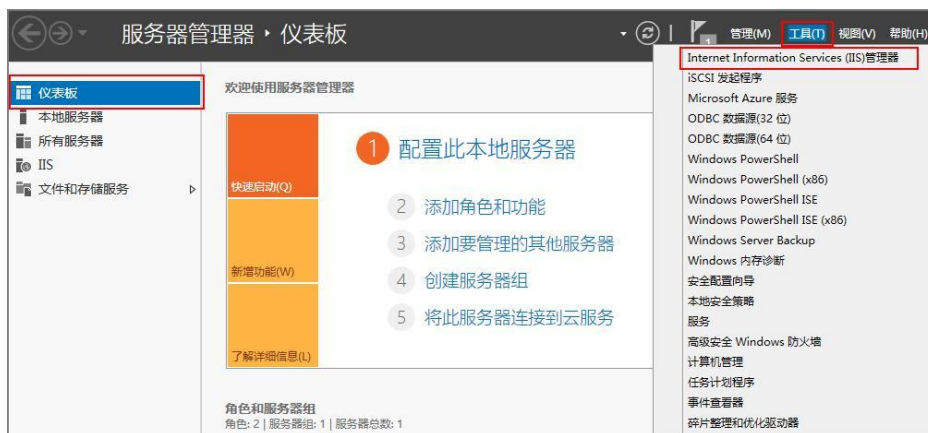 服务器管理器 · 仪表板
1
管理(M) 工具(T) 视图(V) 帮助(H)
仪表板
本地服务器
所有服务器
IIS
文件和存储服务
欢迎使用服务器管理器
快速启动(Q)
新增功能(W)
了解详细信息(L)
1 配置此本地服务器
2 添加角色和功能
3 添加要管理的其他服务器
4 创建服务器组
5 将此服务器连接到云服务
角色和服务器组
角色: 2 | 服务器组: 1 | 服务器总数: 1
Internet Information Services (IIS)管理器
iSCSI 发起程序
Microsoft Azure 服务
ODBC 数据源(32 位)
ODBC 数据源(64 位)
Windows PowerShell
Windows PowerShell (x86)
Windows PowerShell ISE
Windows PowerShell ISE (x86)
Windows Server Backup
Windows 内存诊断
安全配置向导
本地安全策略
服务
高级安全 Windows 防火墙
计算机管理
任务计划程序
事件查看器
碎片整理和优化驱动器